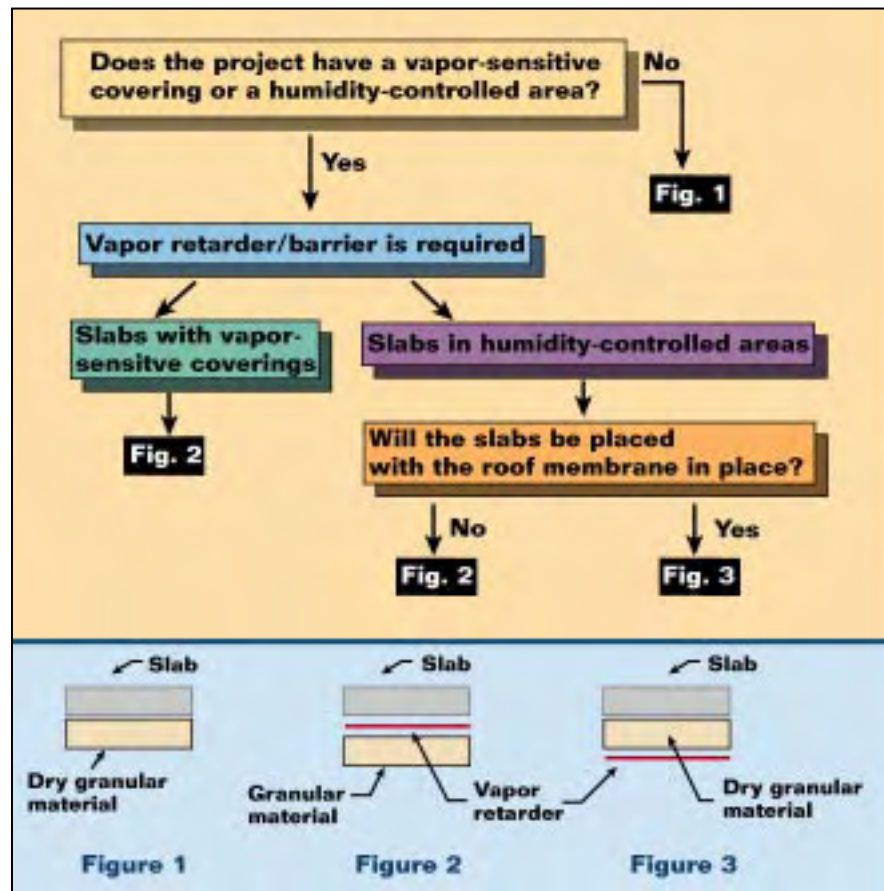 Does the project have a vapor-sensitive
covering or a humidity-controlled area?
No
Yes
Fig. 1
Vapor retarder/barrier is required
Slabs with vapor-
sensitve coverings
Slabs in humidity-controlled areas
Fig. 2
Will the slabs be placed
with the roof membrane in place?
No
Yes
Fig. 2
Fig. 3
Slab
Slab
Slab
Dry granular
material
Granular
material
Vapor
retarder
Dry granular
material
Figure 1
Figure 2
Figure 3